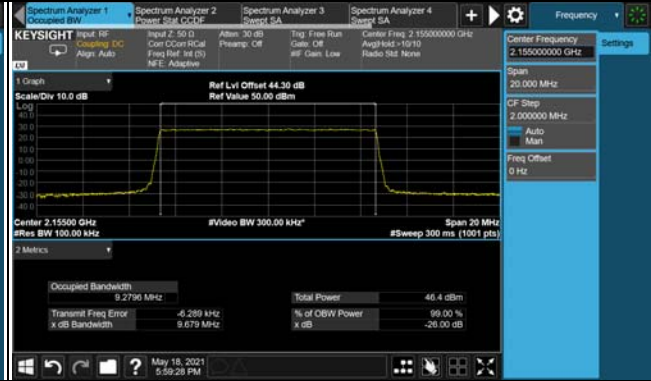 Spectrum Analyzer 1
Occupied BW
Spectrum Analyzer 2
Power Stat CCDF
Spectrum Analyzer 3
Swept SA
Spectrum Analyzer 4
Swept SA
Frequency
KEYSIGHT
Input: RF
Coupling: DC
Align: Auto
Input Z: 50 Ω
Corr CCorr RCal
Freq Ref: Int (S)
NFE: Adaptive
Atten: 30 dB
Preamp: Off
Trig: Free Run
Gate: Off
#IF Gain: Low
Center Freq: 2.155000000 GHz
Avg|Hold:>10/10
Radio Std: None
LXI
Center Frequency
2.155000000 GHz
Settings
Span
20.000 MHz
CF Step
2.000000 MHz
Auto
Man
Freq Offset
0 Hz
1 Graph
Scale/Div 10.0 dB
Ref Lvl Offset 44.30 dB
Ref Value 50.00 dBm
Log
40.0
30.0
20.0
10.0
0.00
-10.0
-20.0
-30.0
-40.0
Center 2.15500 GHz
#Res BW 100.00 kHz
#Video BW 300.00 kHz*
Span 20 MHz
#Sweep 300 ms (1001 pts)
2 Metrics
Occupied Bandwidth
9.2796 MHz
Total Power 46.4 dBm
Transmit Freq Error -6.289 kHz
% of OBW Power 99.00 %
x dB Bandwidth 9.679 MHz
x dB -26.00 dB
?
May 18, 2021
5:59:28 PM